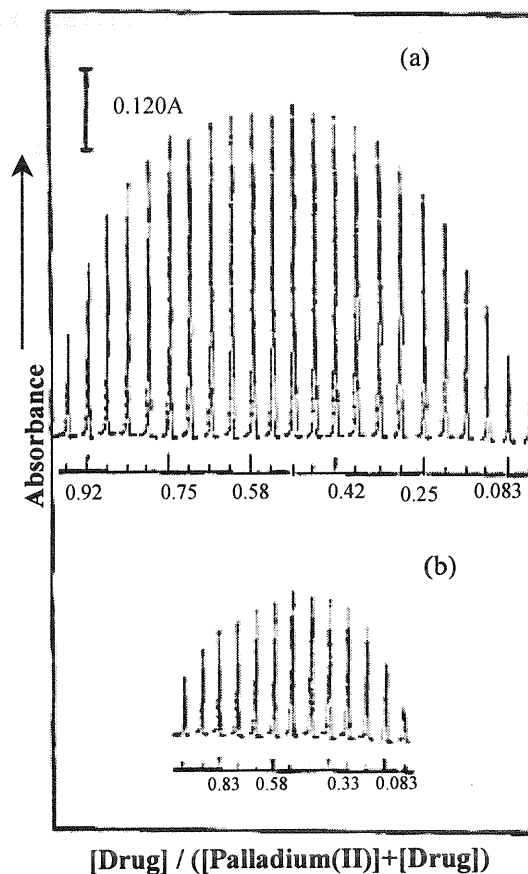 (a)
0.120A
Absorbance
0.92 0.75 0.58 0.42 0.25 0.083
(b)
0.83 0.58 0.33 0.083
[Drug] / ([Palladium(II)]+[Drug])